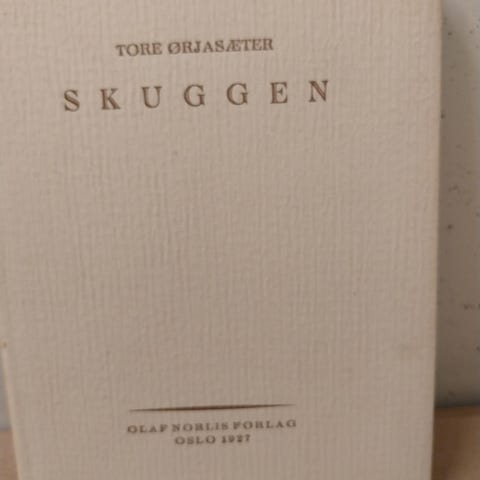 TORE ØRJASÆTER
SKUGGEN
OLAF NORLIS FORLAG
OSLO 1927